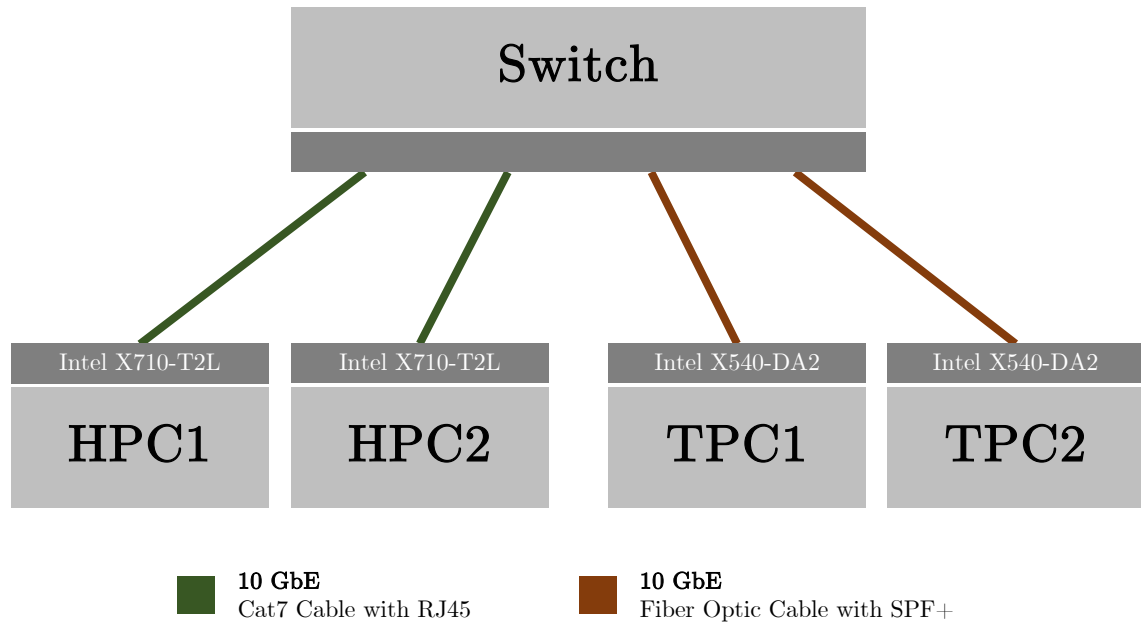 Switch
Intel X710-T2L
Intel X710-T2L
Intel X540-DA2
Intel X540-DA2
HPC1
HPC2
TPC1
TPC2
10 GbE
Cat7 Cable with RJ45
10 GbE
Fiber Optic Cable with SPF+